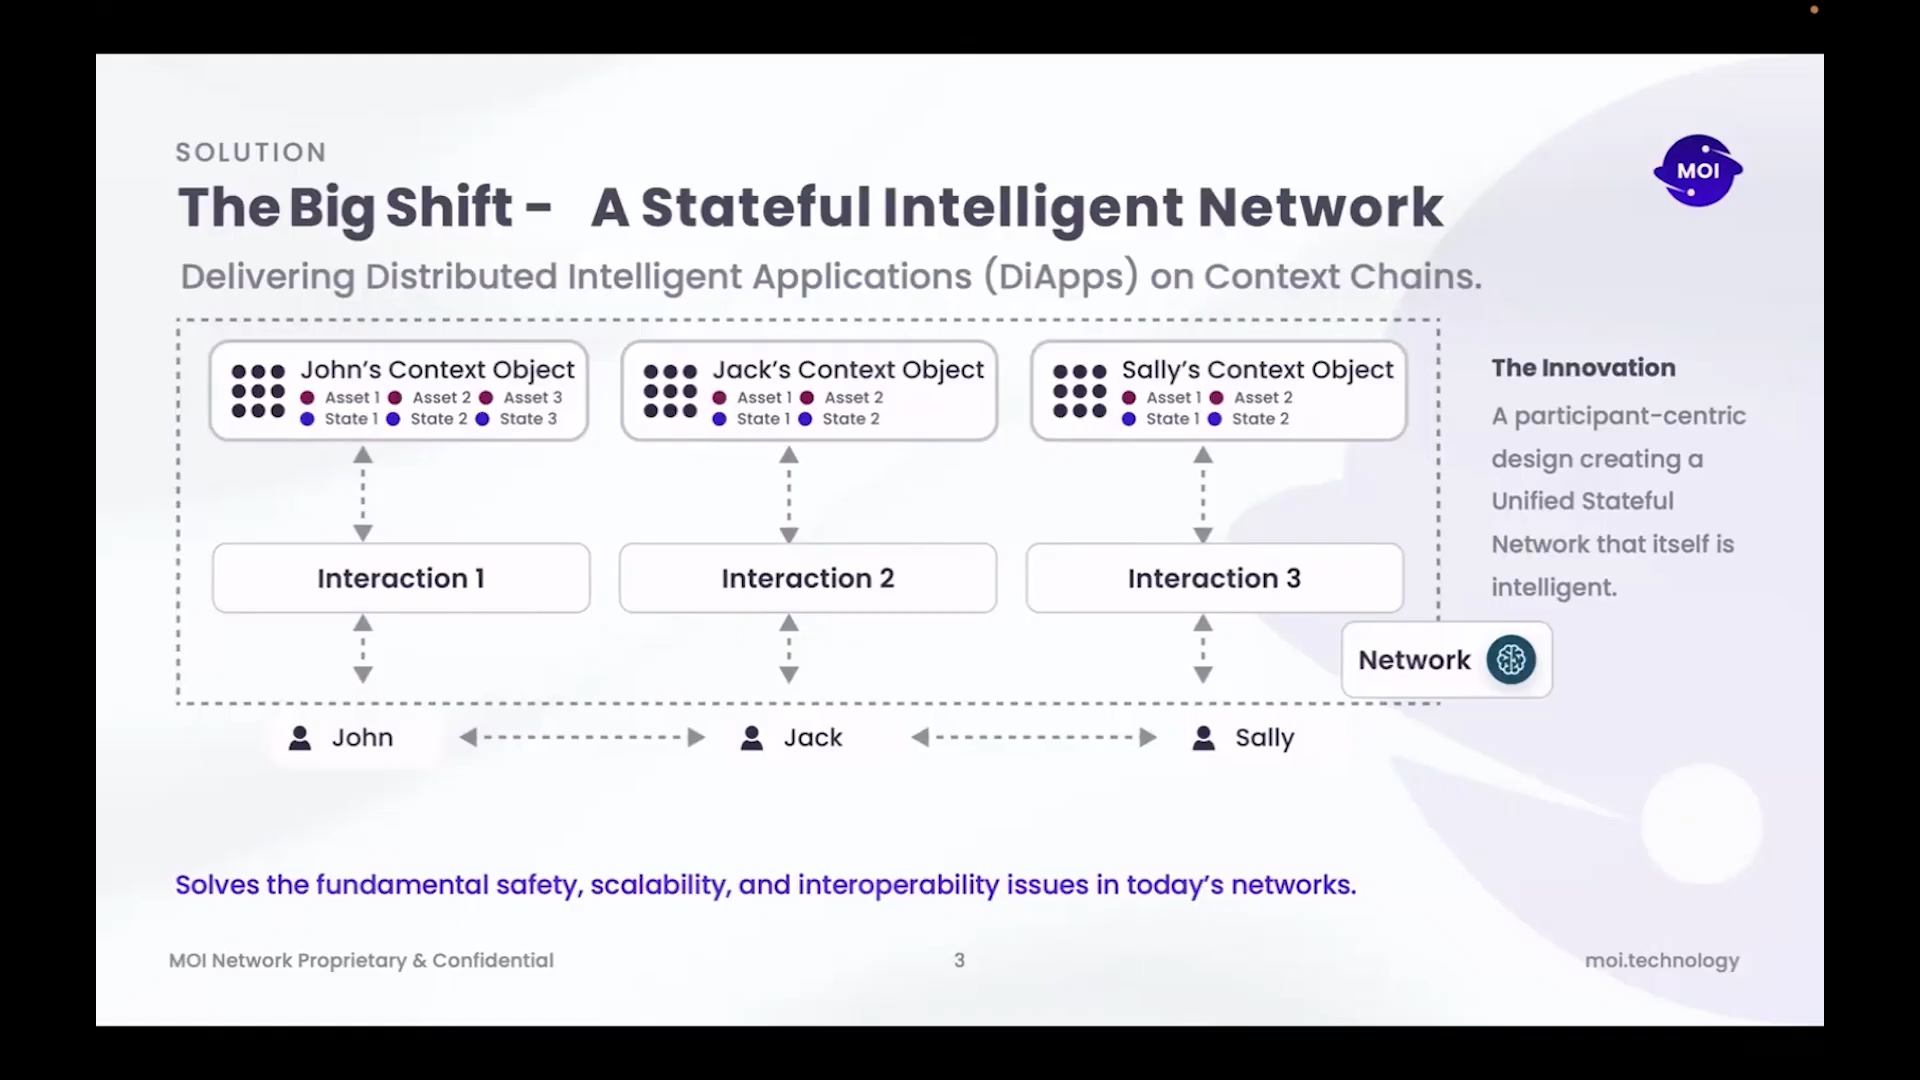 SOLUTION
MOI
The Big Shift - A Stateful Intelligent Network
Delivering Distributed Intelligent Applications (DiApps) on Context Chains.
John's Context Object
Asset 1 Asset 2 Asset 3
State 1 State 2 State 3
Jack's Context Object
Asset 1 Asset 2
State 1 State 2
Sally's Context Object
Asset 1 Asset 2
State 1 State 2
Interaction 1
Interaction 2
Interaction 3
Network
John
Jack
Sally
The Innovation
A participant-centric
design creating a
Unified Stateful
Network that itself is
intelligent.
Solves the fundamental safety, scalability, and interoperability issues in today's networks.
MOI Network Proprietary & Confidential
3
moi.technology